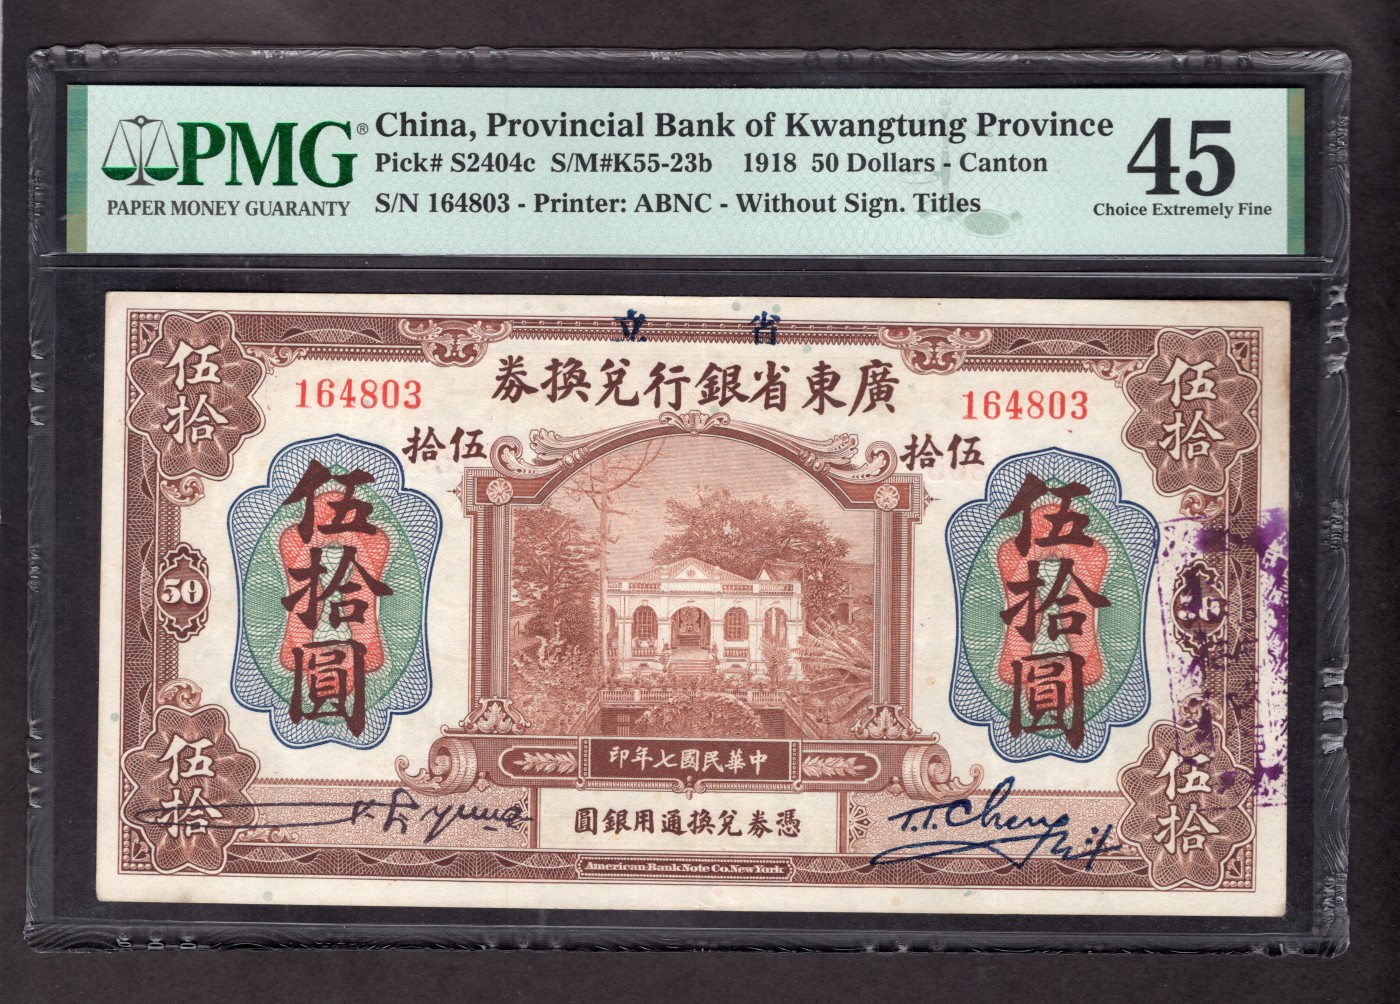 PMG®
PAPER MONEY GUARANTY
China, Provincial Bank of Kwangtung Province
Pick# S2404c S/M#K55-23b 1918 50 Dollars - Canton
S/N 164803 - Printer: ABNC - Without Sign. Titles
45
Choice Extremely Fine
省立
廣東省銀行兌換券
伍拾
伍拾
164803
164803
伍拾
伍拾
伍拾圓
伍拾圓
50
中華民國七年印
憑券兌換通用銀圓
伍拾
伍拾
T.T. Cheng
American Bank Note Co. New York